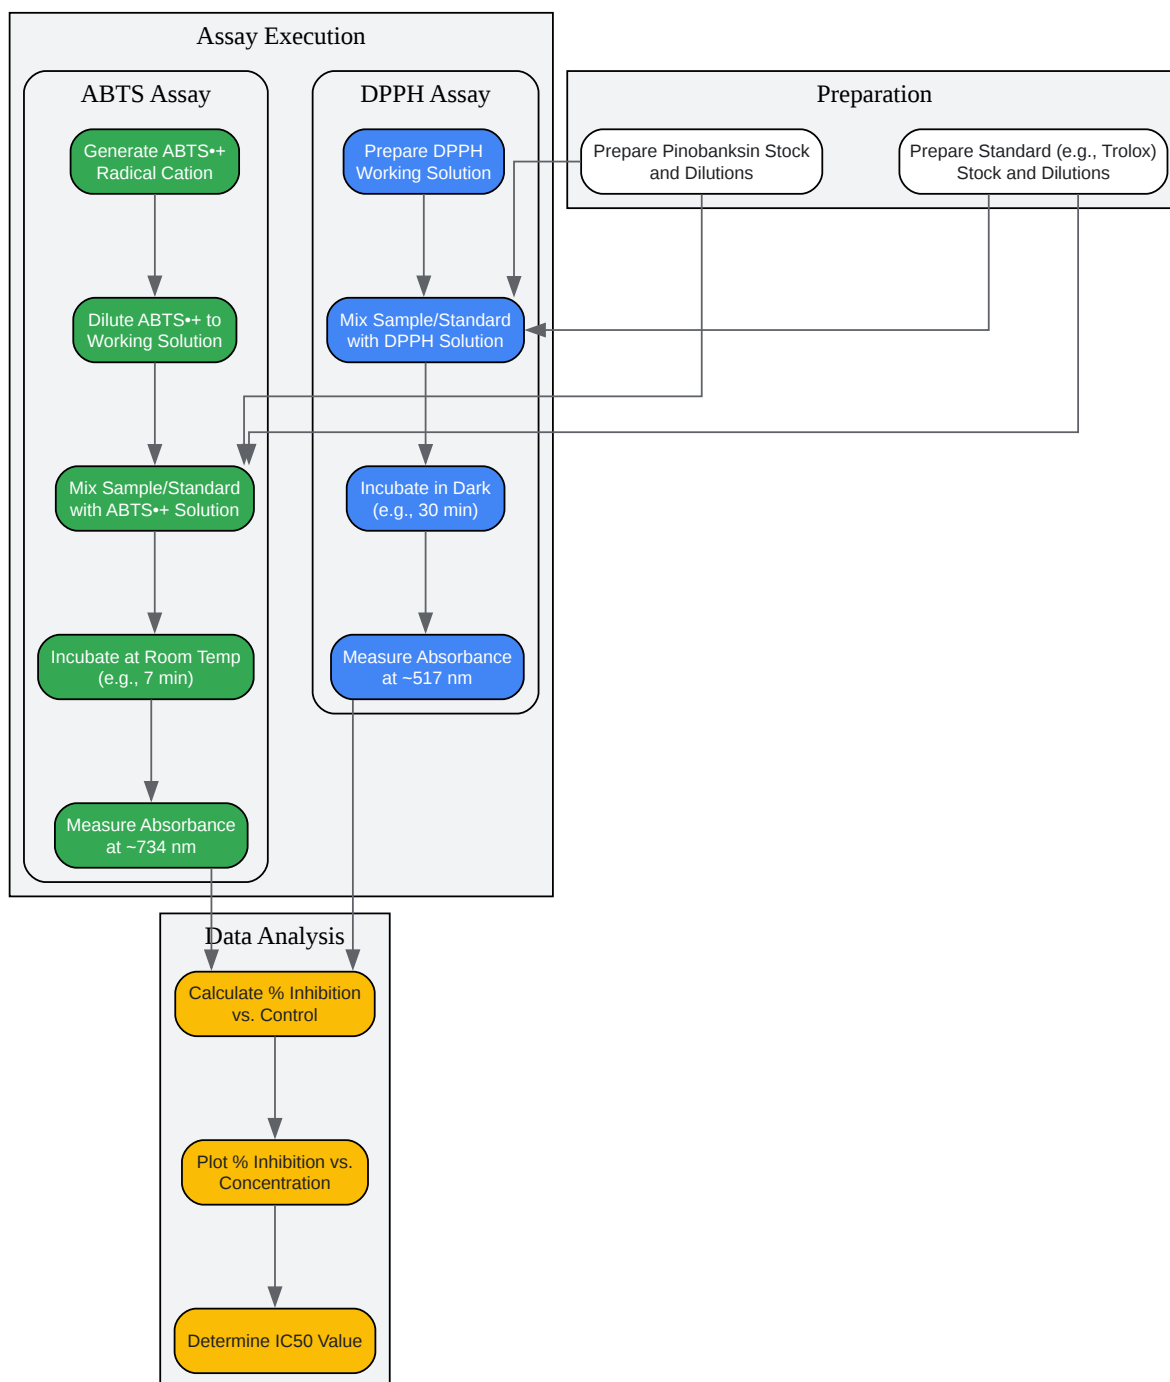 Assay Execution
ABTS Assay
Generate ABTS•+
Radical Cation
Dilute ABTS•+ to
Working Solution
Mix Sample/Standard
with ABTS•+ Solution
Incubate at Room Temp
(e.g., 7 min)
Measure Absorbance
at ~734 nm
DPPH Assay
Prepare DPPH
Working Solution
Mix Sample/Standard
with DPPH Solution
Incubate in Dark
(e.g., 30 min)
Measure Absorbance
at ~517 nm
Preparation
Prepare Pinobanksin Stock
and Dilutions
Prepare Standard (e.g., Trolox)
Stock and Dilutions
Data Analysis
Calculate % Inhibition
vs. Control
Plot % Inhibition vs.
Concentration
Determine IC50 Value